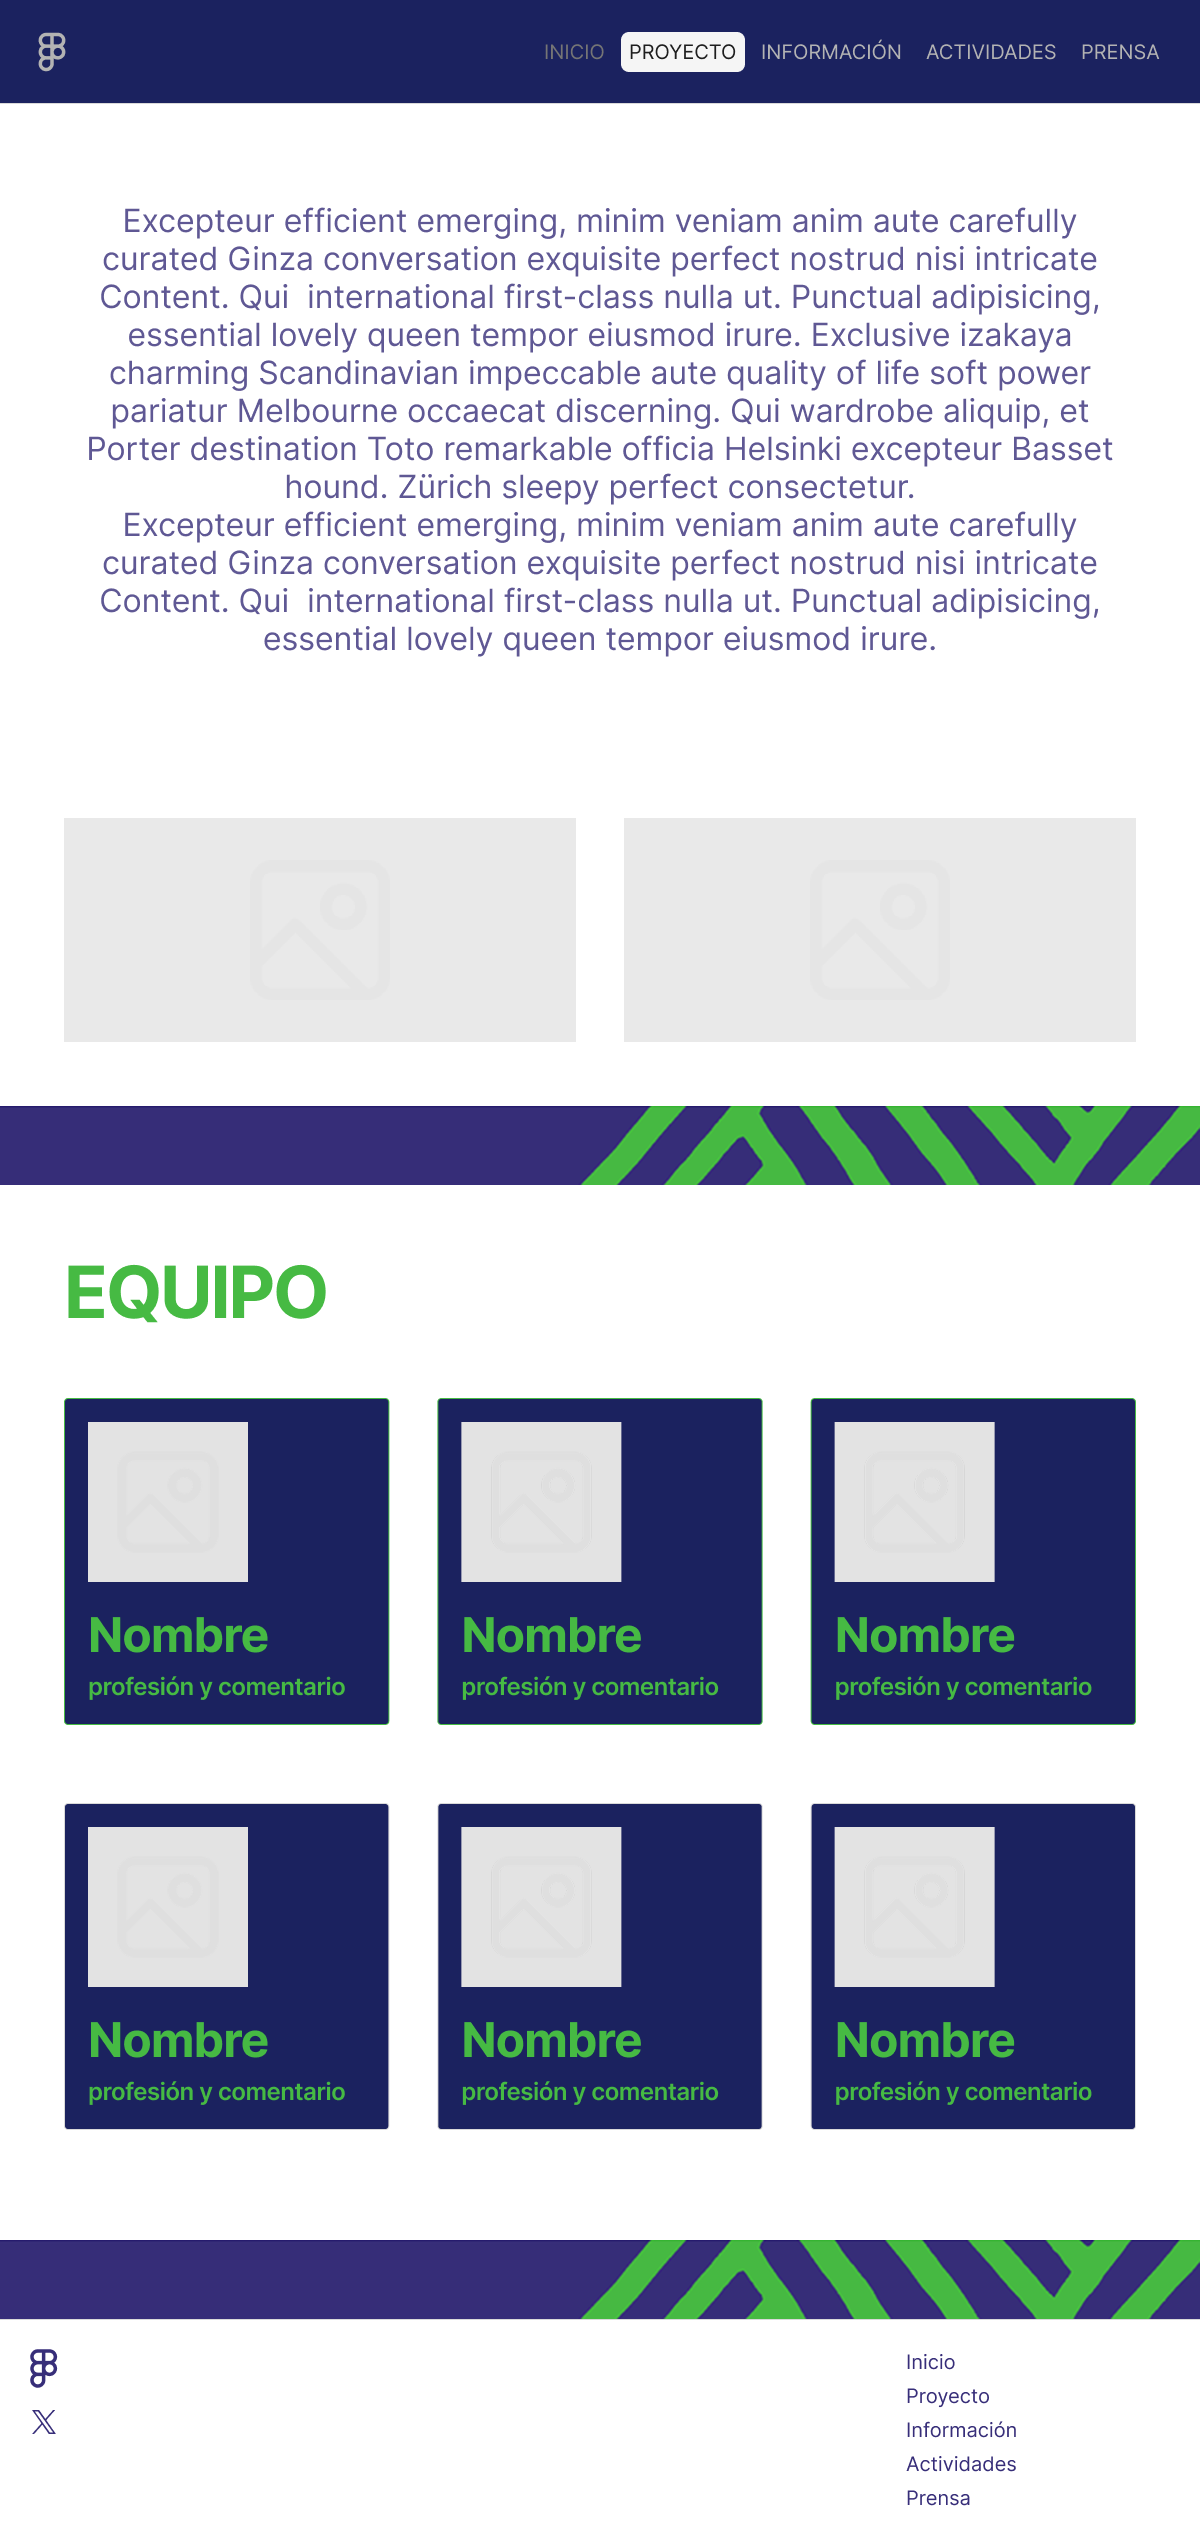 INICIO PROYECTO INFORMACIÓN ACTIVIDADES PRENSA
Excepteur efficient emerging, minim veniam anim aute carefully
curated Ginza conversation exquisite perfect nostrud nisi intricate
Content. Qui  international first-class nulla ut. Punctual adipisicing,
essential lovely queen tempor eiusmod irure. Exclusive izakaya
charming Scandinavian impeccable aute quality of life soft power
pariatur Melbourne occaecat discerning. Qui wardrobe aliquip, et
Porter destination Toto remarkable officia Helsinki excepteur Basset
hound. Zürich sleepy perfect consectetur.
Excepteur efficient emerging, minim veniam anim aute carefully
curated Ginza conversation exquisite perfect nostrud nisi intricate
Content. Qui  international first-class nulla ut. Punctual adipisicing,
essential lovely queen tempor eiusmod irure.
EQUIPO
Nombre
profesión y comentario
Nombre
profesión y comentario
Nombre
profesión y comentario
Nombre
profesión y comentario
Nombre
profesión y comentario
Nombre
profesión y comentario
Inicio
Proyecto
Información
Actividades
Prensa